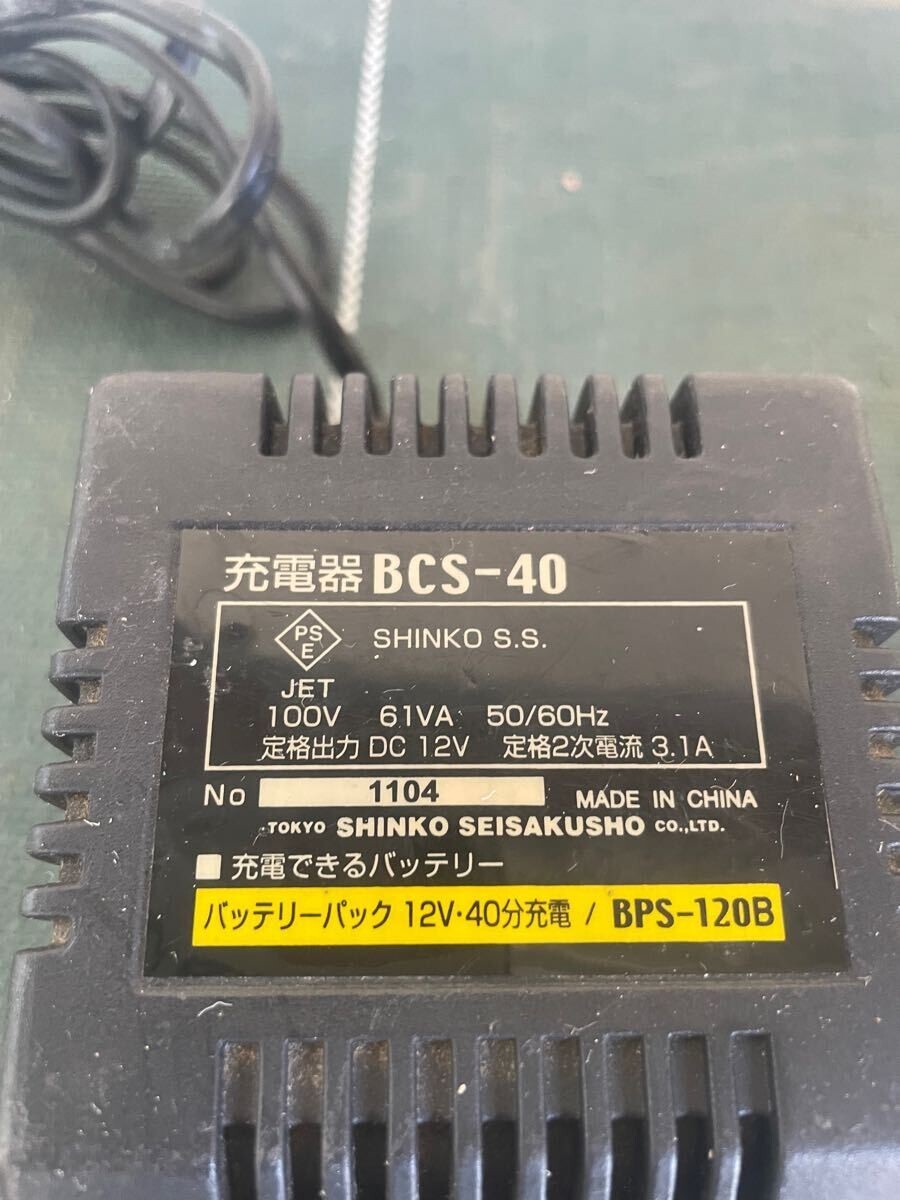 充電器 BCS-40
PS
E
SHINKO S.S.
JET
100V 61VA 50/60Hz
定格出力 DC 12V 定格2次電流 3.1A
No 1104 MADE IN CHINA
TOKYO SHINKO SEISAKUSHO CO.,LTD.
■ 充電できるバッテリー
バッテリーパック 12V・40分充電 / BPS-120B